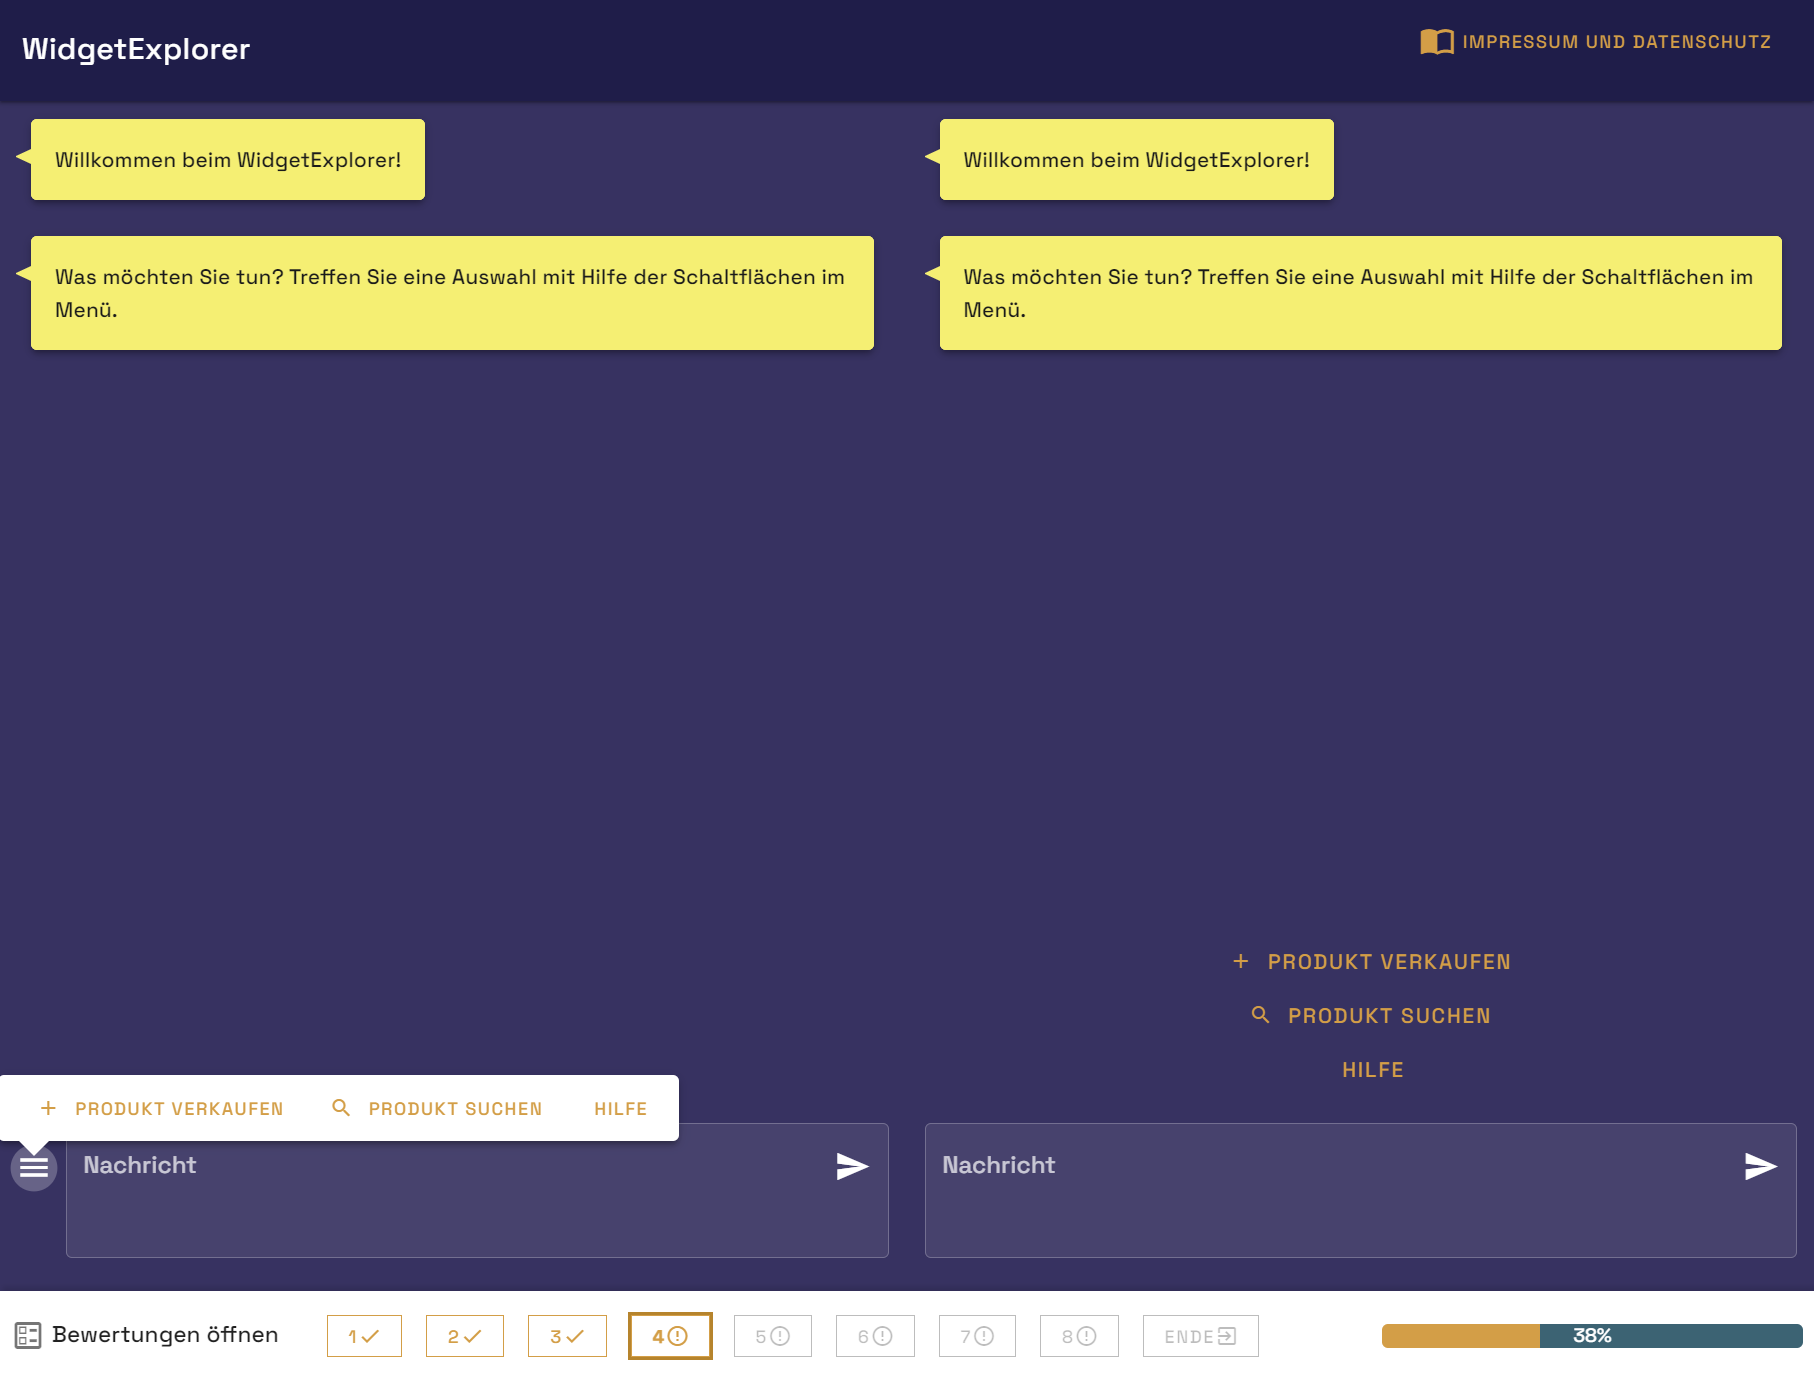 WidgetExplorer
IMPRESSUM UND DATENSCHUTZ
Willkommen beim WidgetExplorer!
Was möchten Sie tun? Treffen Sie eine Auswahl mit Hilfe der Schaltflächen im
Menü.
PRODUKT VERKAUFEN
PRODUKT SUCHEN
HILFE
Nachricht
Willkommen beim WidgetExplorer!
Was möchten Sie tun? Treffen Sie eine Auswahl mit Hilfe der Schaltflächen im
Menü.
PRODUKT VERKAUFEN
PRODUKT SUCHEN
HILFE
Nachricht
Bewertungen öffnen
1
2
3
4
5
6
7
8
ENDE
38%